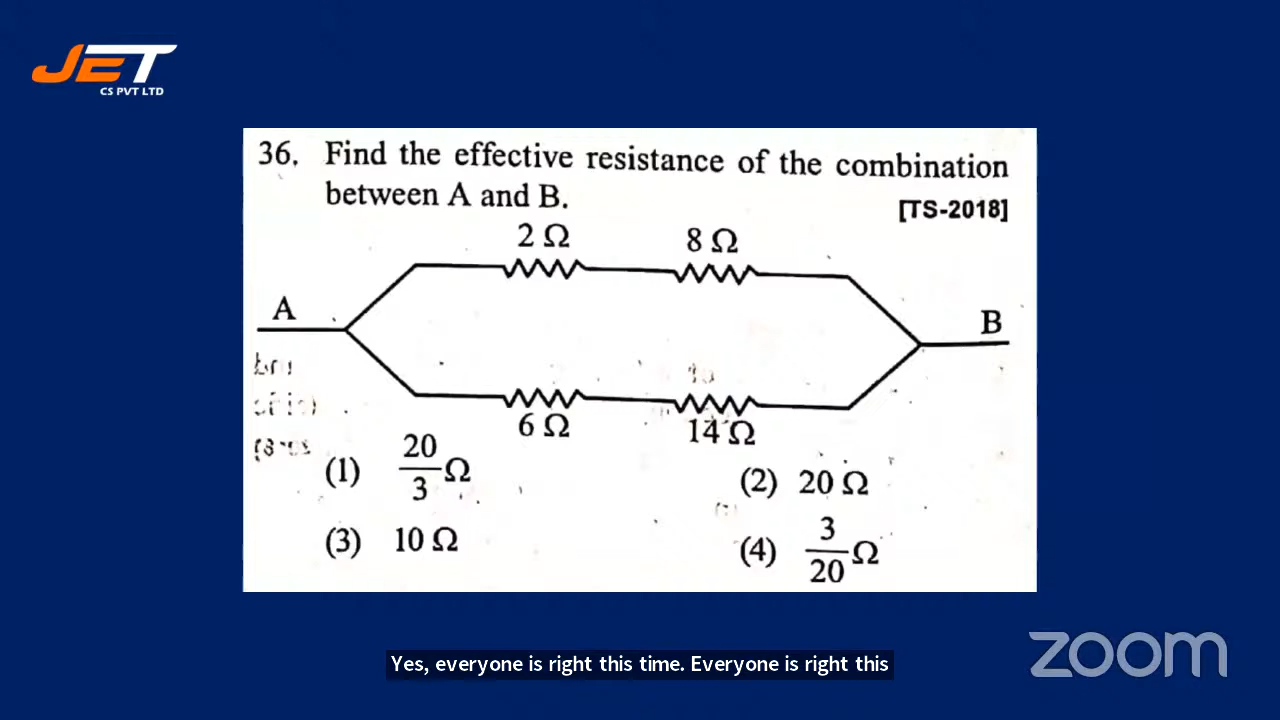 JET
CS PVT LTD
36. Find the effective resistance of the combination
between A and B.
[TS-2018]
2 Ω 8 Ω
A
B
6 Ω 14 Ω
(1) 20/3 Ω (2) 20 Ω
(3) 10 Ω (4) 3/20 Ω
Yes, everyone is right this time. Everyone is right this
zoom